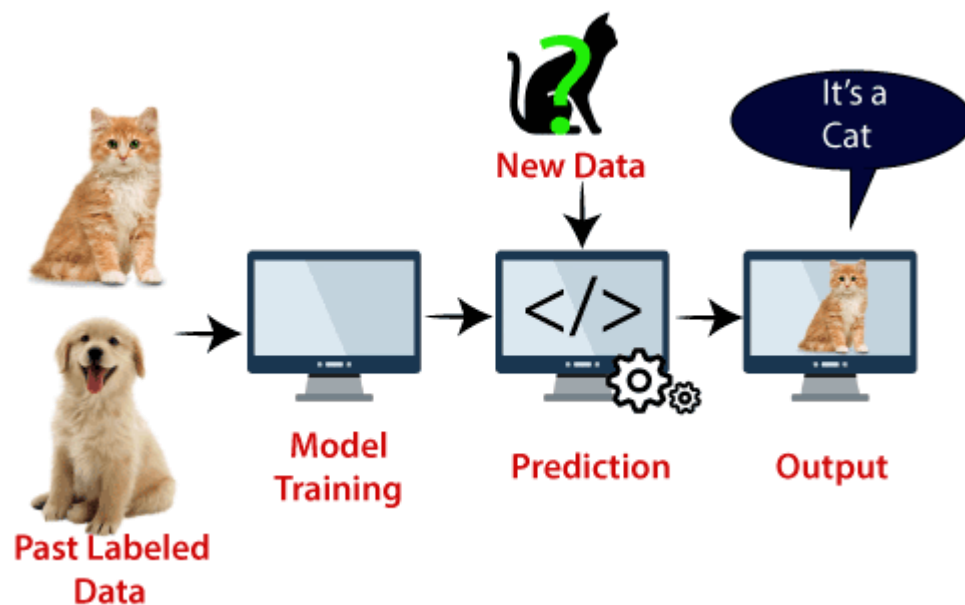 It's a
Cat
New Data
?
</>
Model
Training
Prediction
Output
Past Labeled
Data